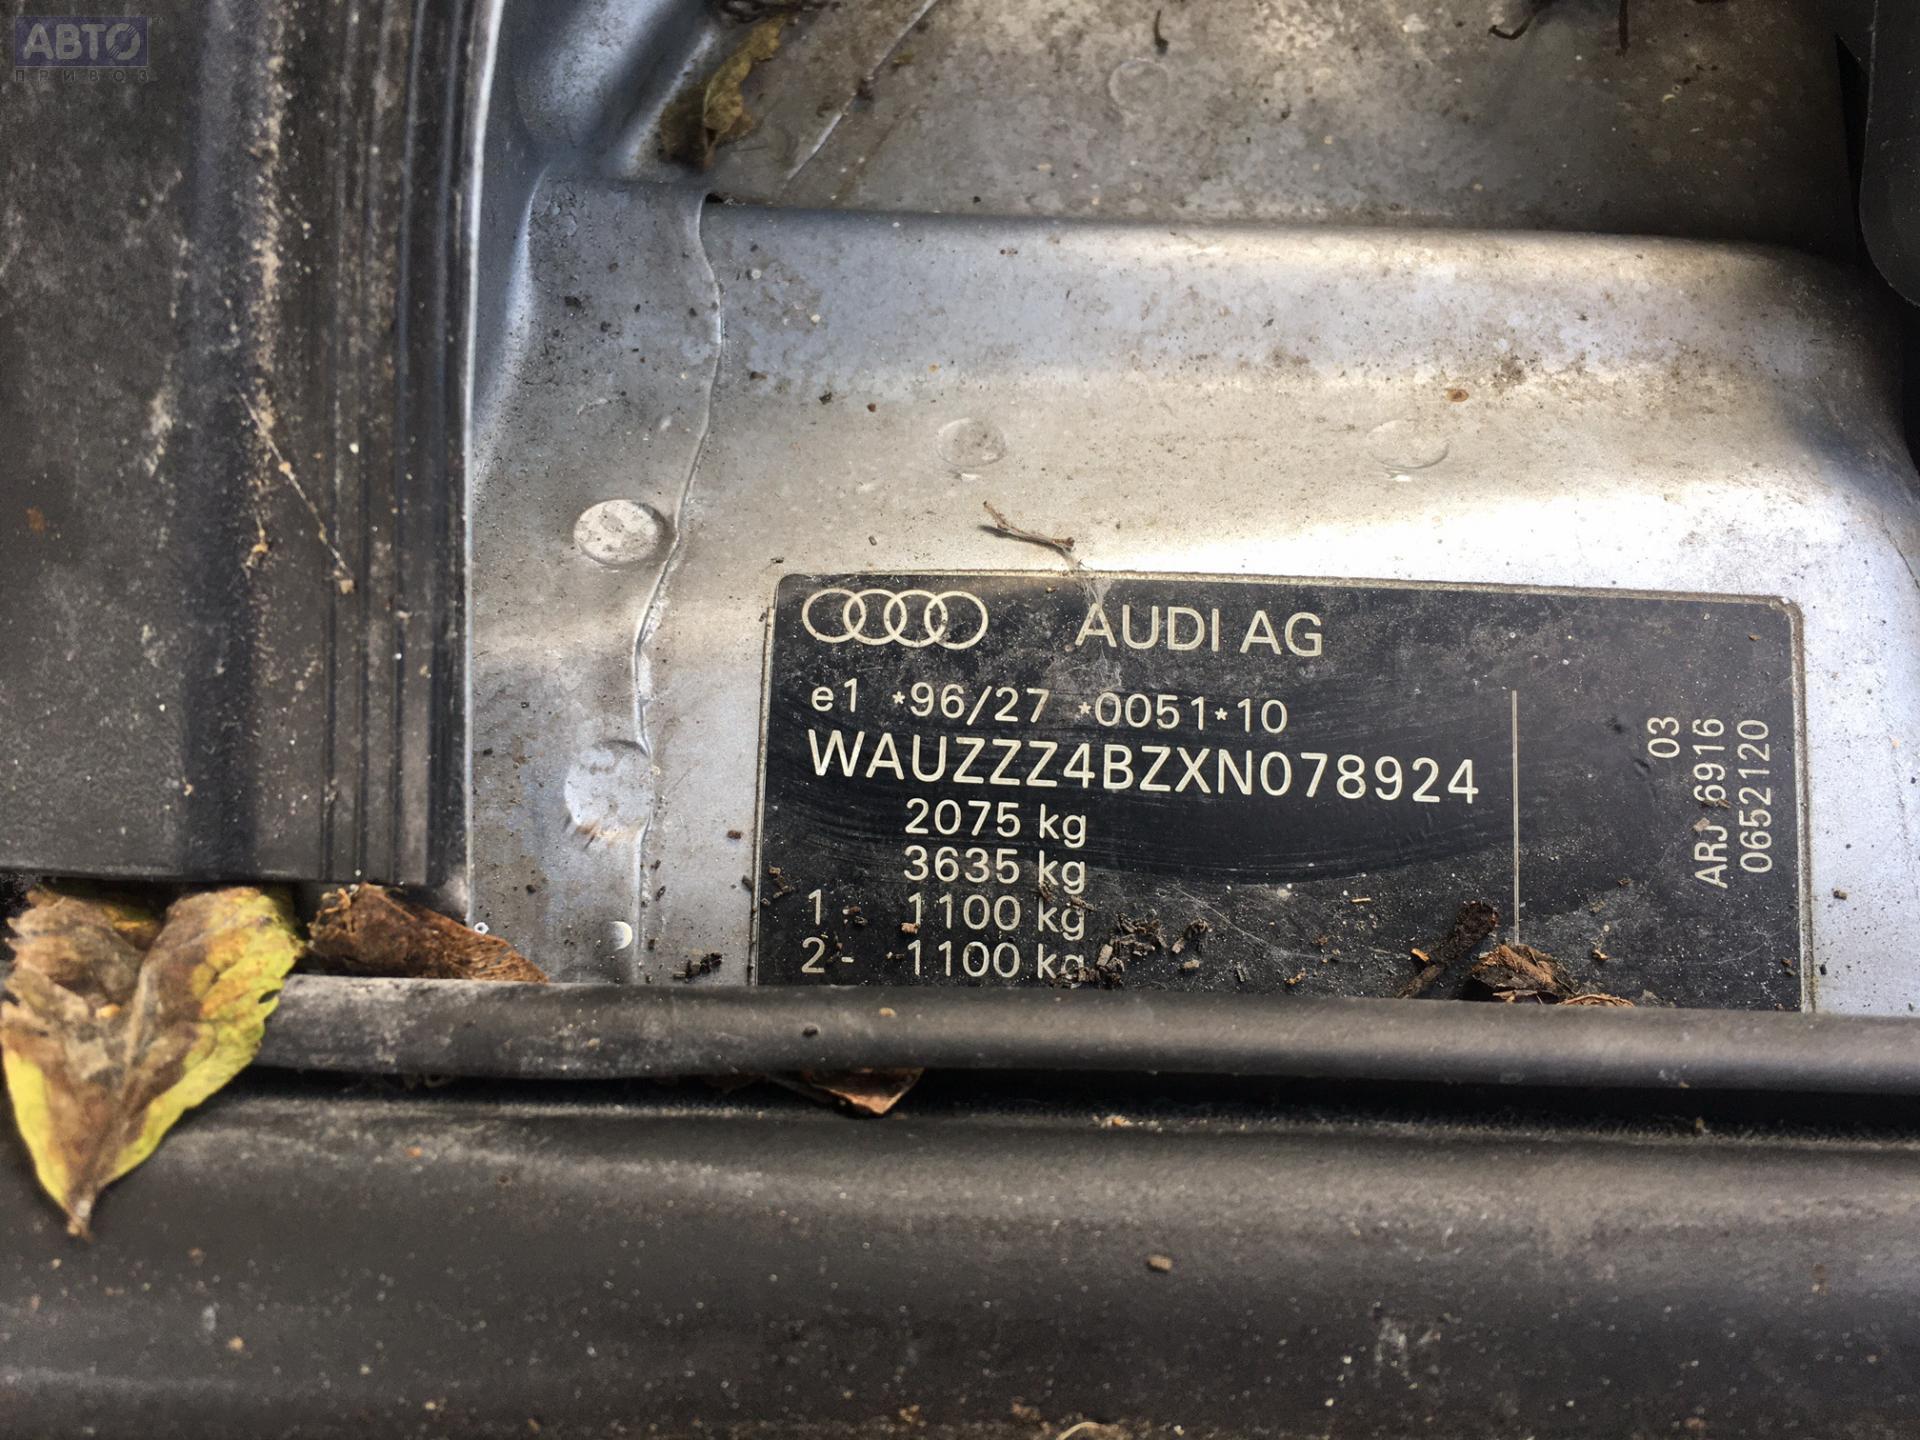 АВТО
ПРИВОЗ
AUDI AG
e1 *96/27 *0051*10
WAUZZZ4BZXN078924
2075 kg
3635 kg
1- 1100 kg
2- 1100 kg
03
ARJ 6916
0652120